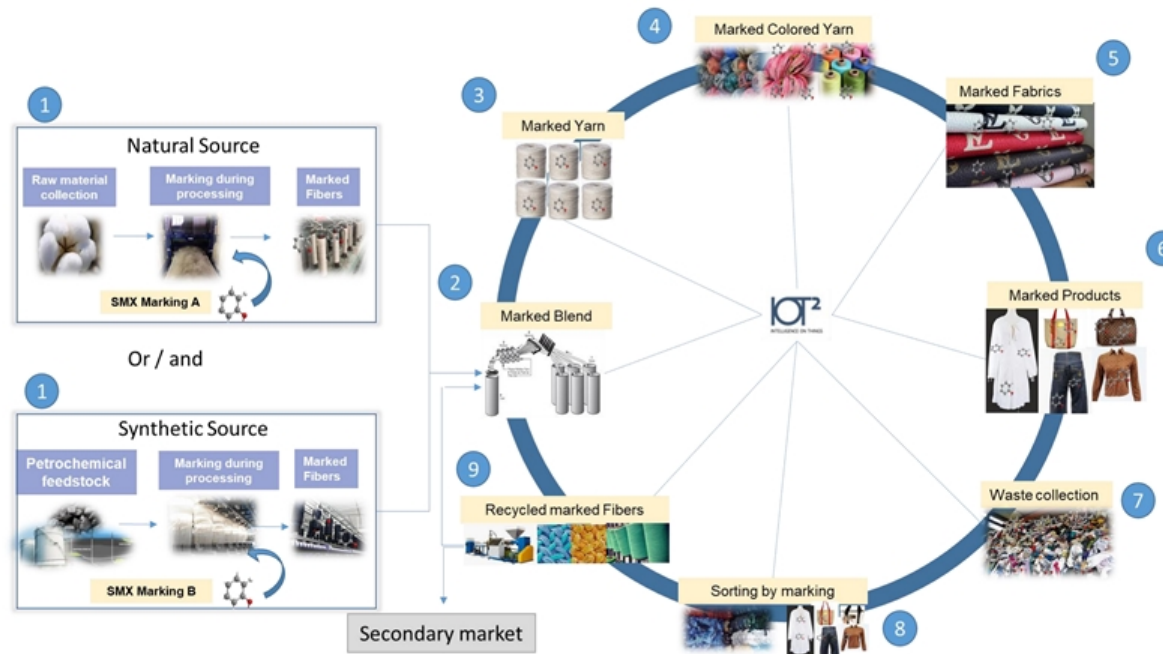 1
Natural Source
Raw material
collection
Marking during
processing
Marked
Fibers
SMX Marking A
Or / and
1
Synthetic Source
Petrochemical
feedstock
Marking during
processing
Marked
Fibers
SMX Marking B
2
Marked Blend
3
Marked Yarn
4
Marked Colored Yarn
5
Marked Fabrics
6
Marked Products
7
Waste collection
8
Sorting by marking
9
Recycled marked Fibers
Secondary market
IOT²
INTELLIGENCE ON THINGS